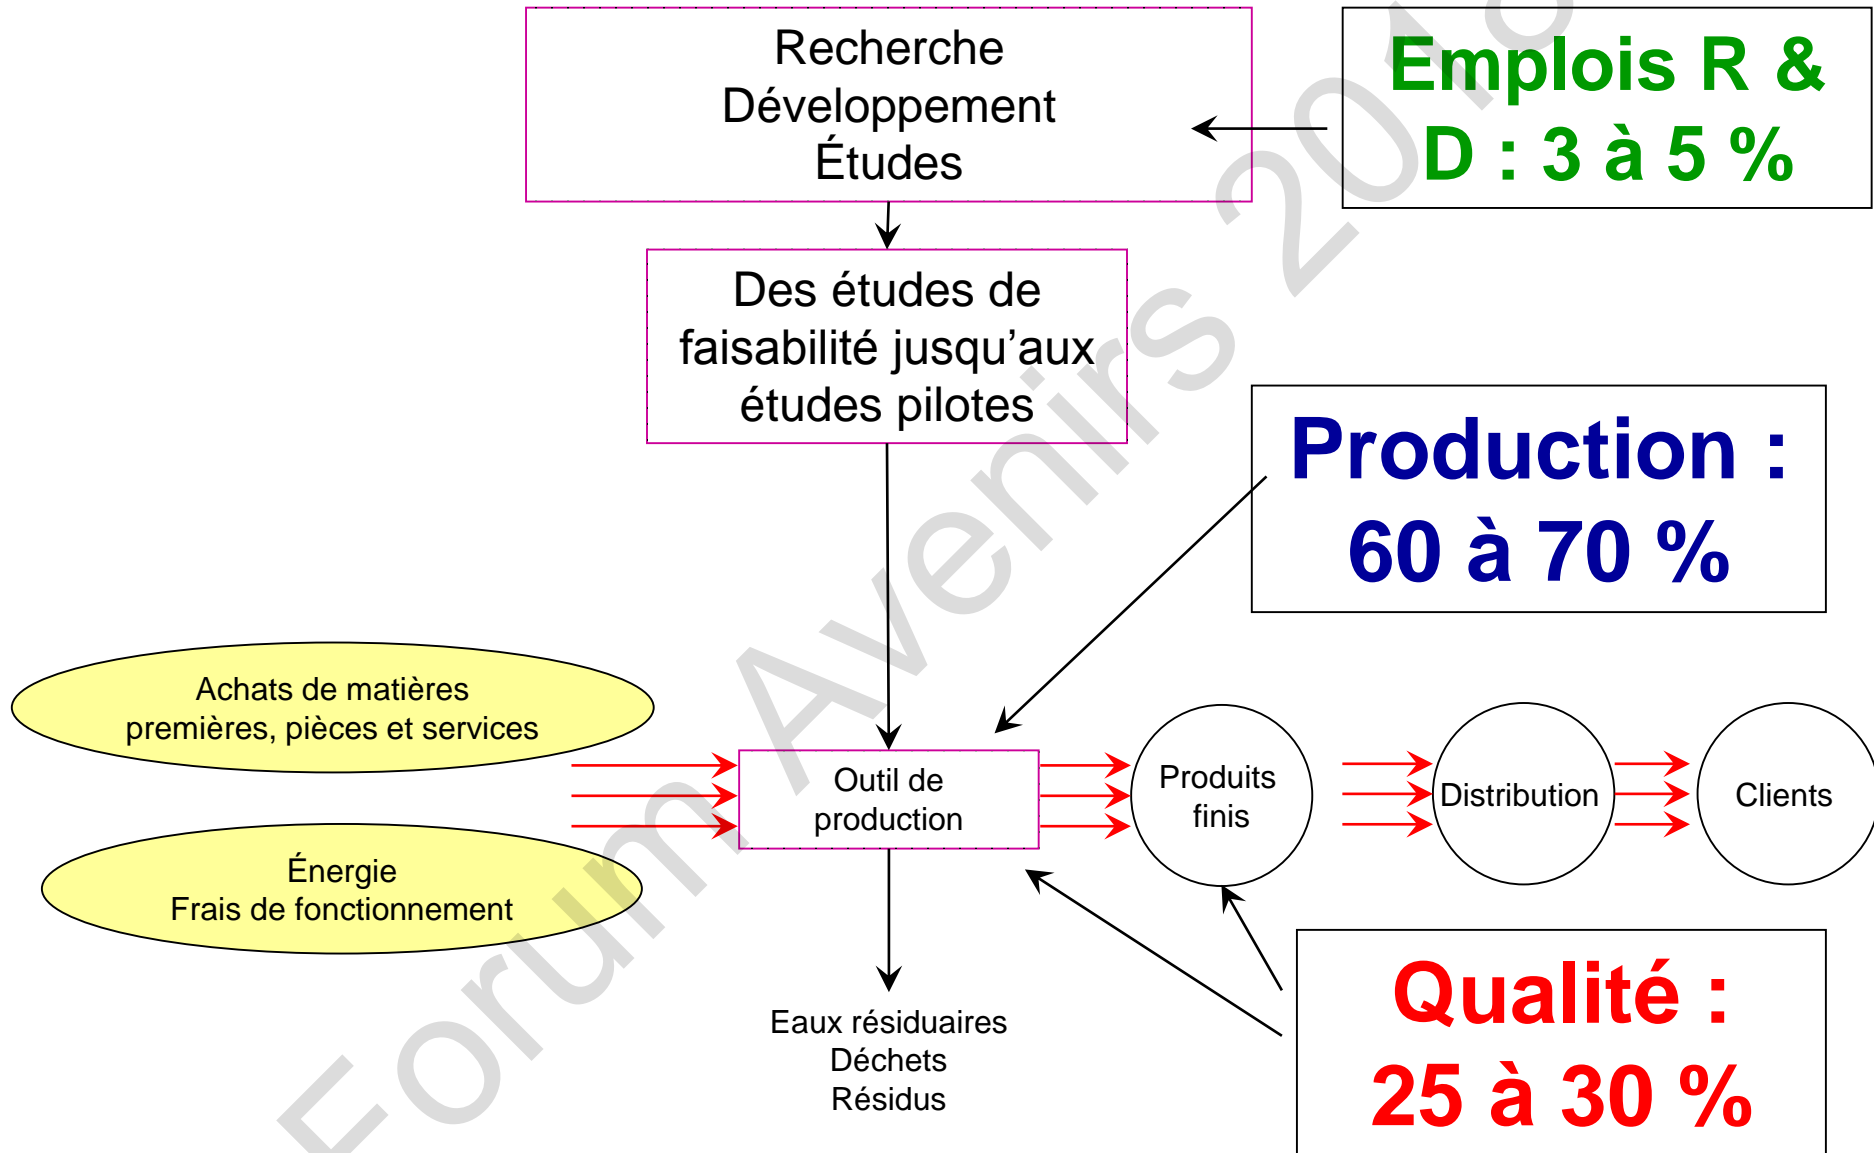 Recherche
Développement
Études
Emplois R &
D : 3 à 5 %
Des études de
faisabilité jusqu’aux
études pilotes
Production :
60 à 70 %
Achats de matières
premières, pièces et services
Énergie
Frais de fonctionnement
Outil de
production
Produits
finis
Distribution
Clients
Eaux résiduaires
Déchets
Résidus
Qualité :
25 à 30 %
Forum Avenirs 201